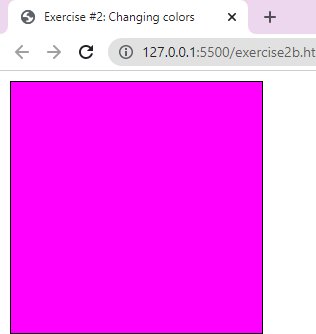 Exercise #2: Changing colors
127.0.0.1:5500/exercise2b.ht